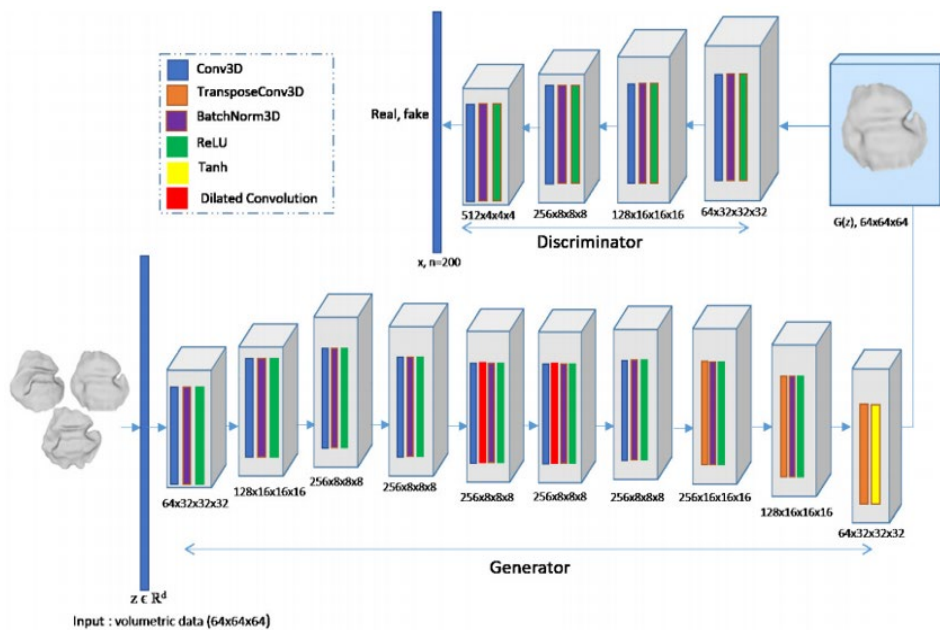 Conv3D
TransposeConv3D
BatchNorm3D
ReLU
Tanh
Dilated Convolution
Real, fake
512x4x4x4
256x8x8x8
128x16x16x16
64x32x32x32
Discriminator
x, n=200
G(z), 64x64x64
64x32x32x32
128x16x16x16
256x8x8x8
256x8x8x8
256x8x8x8
256x8x8x8
256x8x8x8
256x16x16x16
128x16x16x16
64x32x32x32
Generator
z ϵ ℝᵈ
Input : volumetric data (64x64x64)